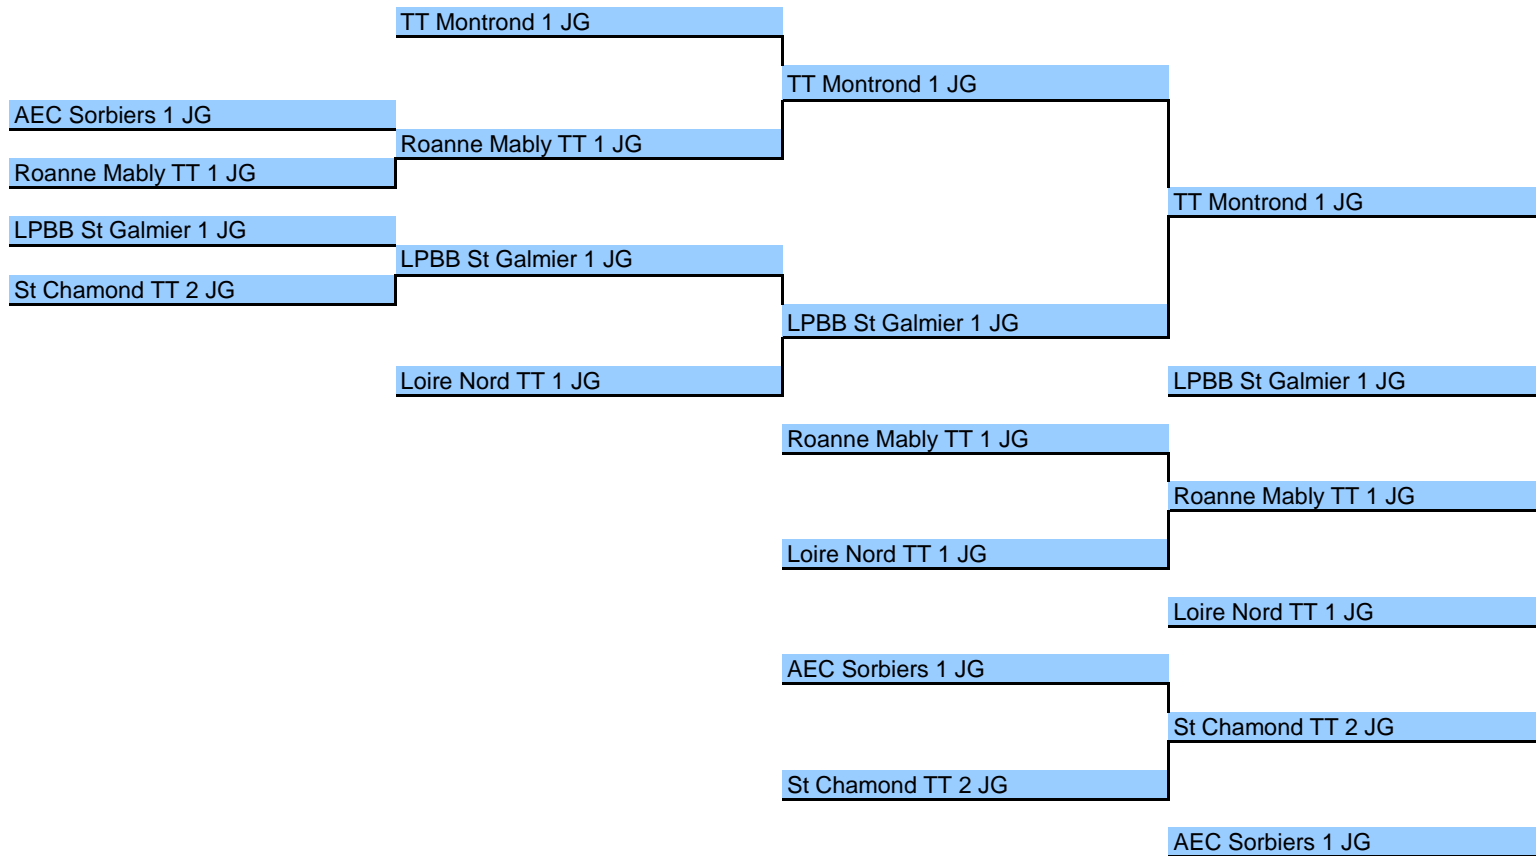 TT Montrond 1 JG
TT Montrond 1 JG
AEC Sorbiers 1 JG
Roanne Mably TT 1 JG
Roanne Mably TT 1 JG
TT Montrond 1 JG
LPBB St Galmier 1 JG
LPBB St Galmier 1 JG
St Chamond TT 2 JG
LPBB St Galmier 1 JG
Loire Nord TT 1 JG
LPBB St Galmier 1 JG
Roanne Mably TT 1 JG
Roanne Mably TT 1 JG
Loire Nord TT 1 JG
Loire Nord TT 1 JG
AEC Sorbiers 1 JG
St Chamond TT 2 JG
St Chamond TT 2 JG
AEC Sorbiers 1 JG